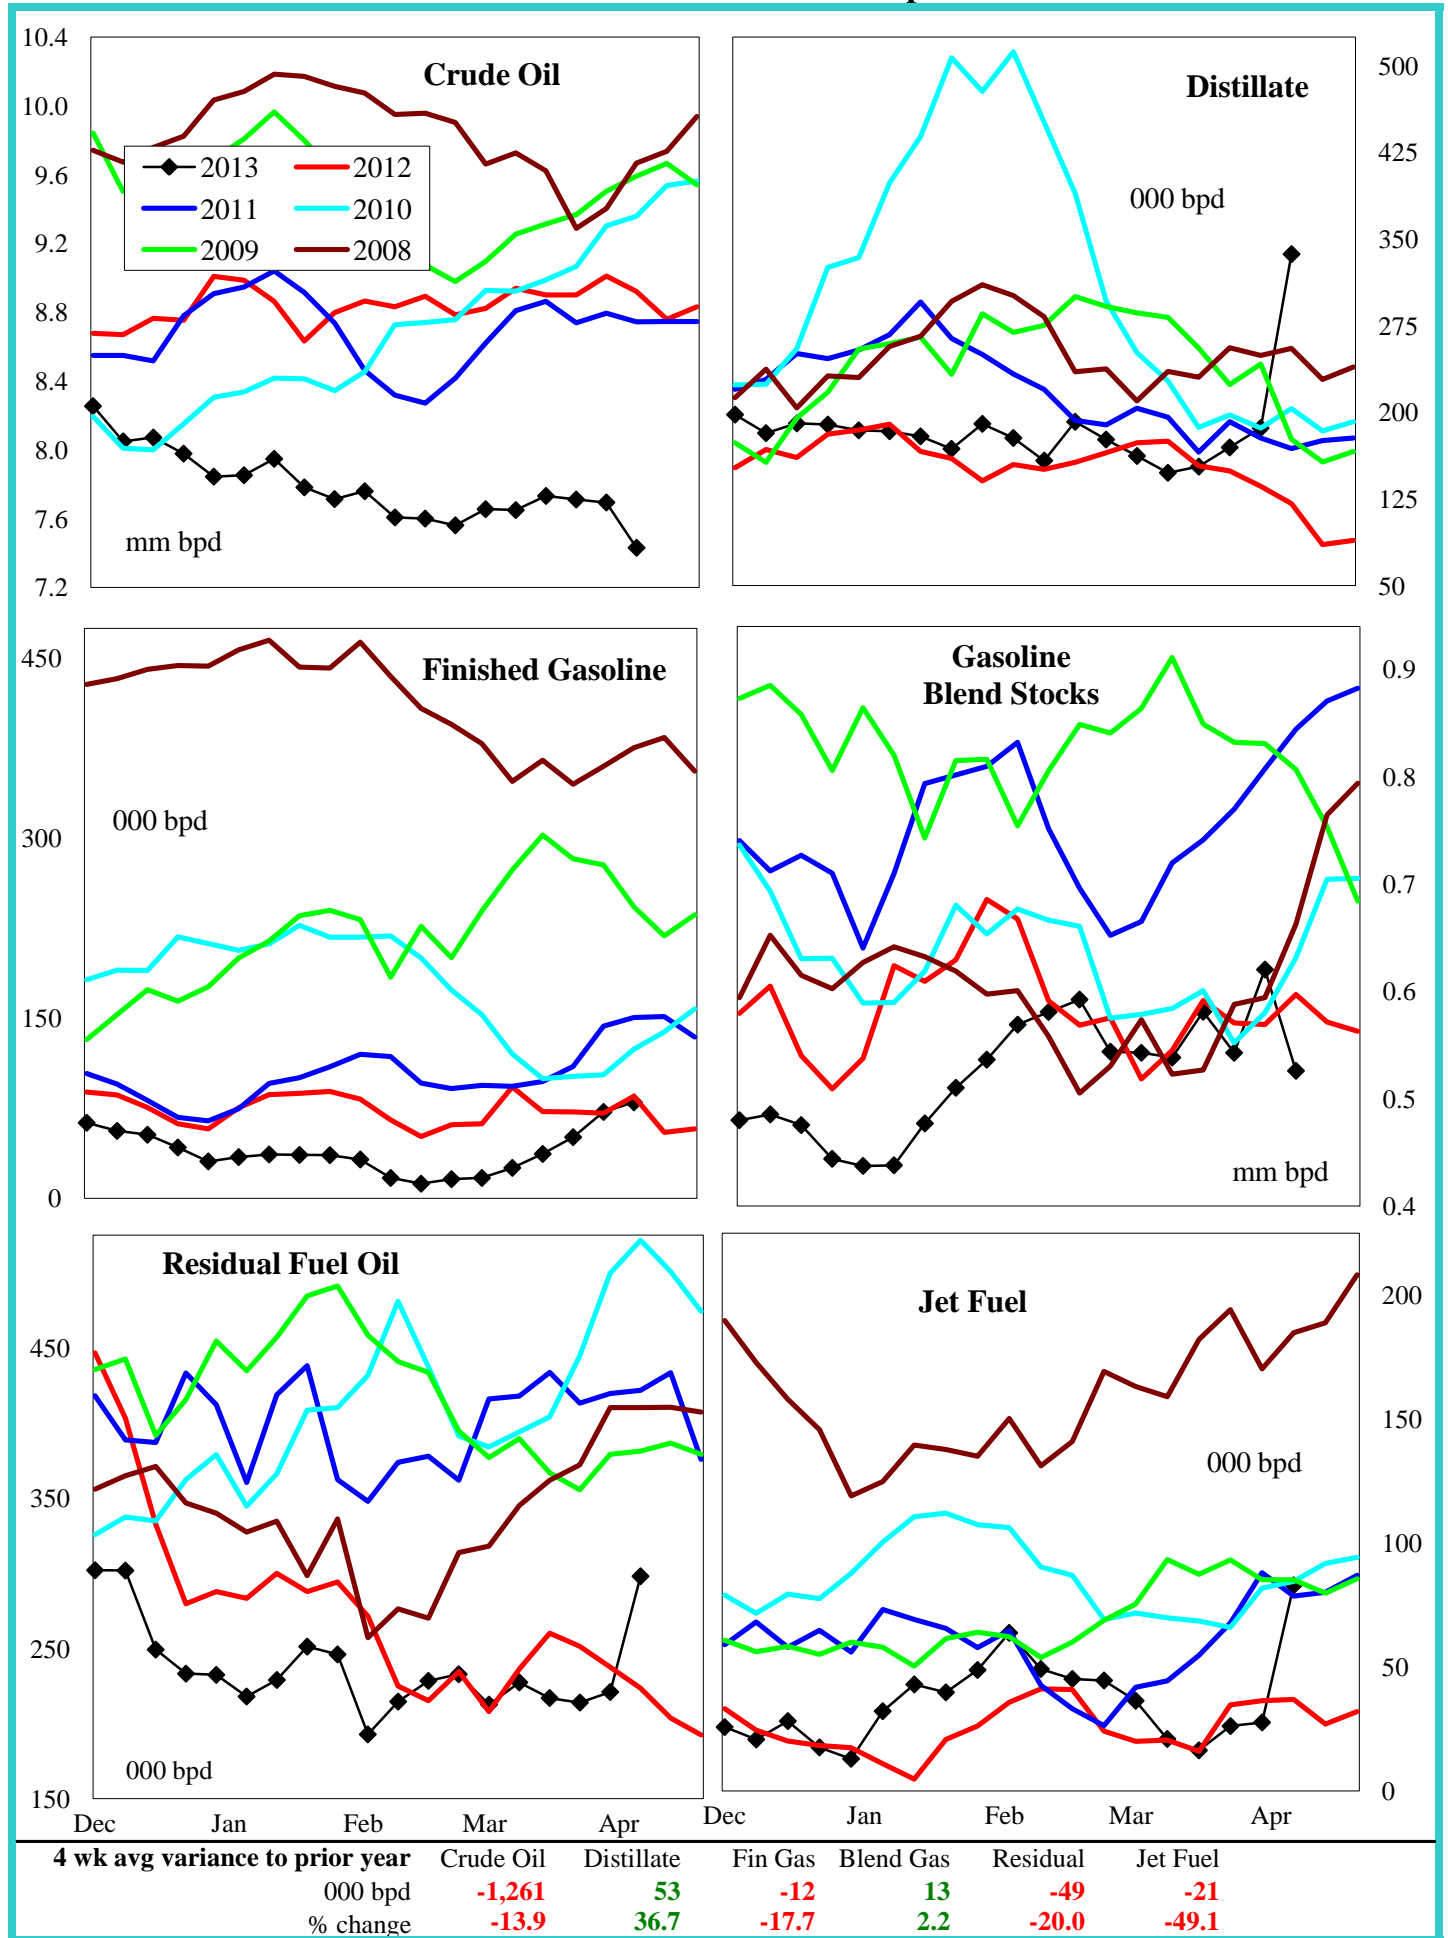 10.4
10.0
9.6
9.2
8.8
8.4
8.0
7.6
7.2
Crude Oil
2013 2012
2011 2010
2009 2008
mm bpd
Distillate
000 bpd
500
425
350
275
200
125
50
450
300
150
0
Finished Gasoline
000 bpd
Gasoline
Blend Stocks
mm bpd
0.9
0.8
0.7
0.6
0.5
0.4
450
350
250
150
Residual Fuel Oil
000 bpd
Dec Jan Feb Mar Apr
Jet Fuel
000 bpd
200
150
100
50
0
Dec Jan Feb Mar Apr
4 wk avg variance to prior year Crude Oil Distillate Fin Gas Blend Gas Residual Jet Fuel
000 bpd -1,261 53 -12 13 -49 -21
% change -13.9 36.7 -17.7 2.2 -20.0 -49.1